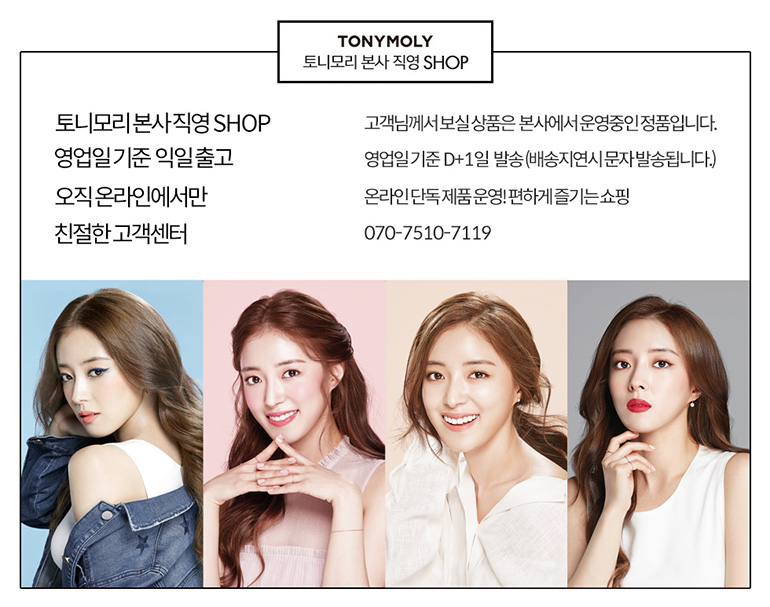 TONYMOLY
토니모리 본사 직영 SHOP
토니모리 본사 직영 SHOP
고객님께서 보실 상품은 본사에서 운영중인 정품입니다.
영업일 기준 익일 출고
영업일 기준 D+1일 발송 (배송지연시 문자 발송됩니다.)
오직 온라인에서만
온라인 단독 제품 운영! 편하게 즐기는 쇼핑
친절한 고객센터
070-7510-7119